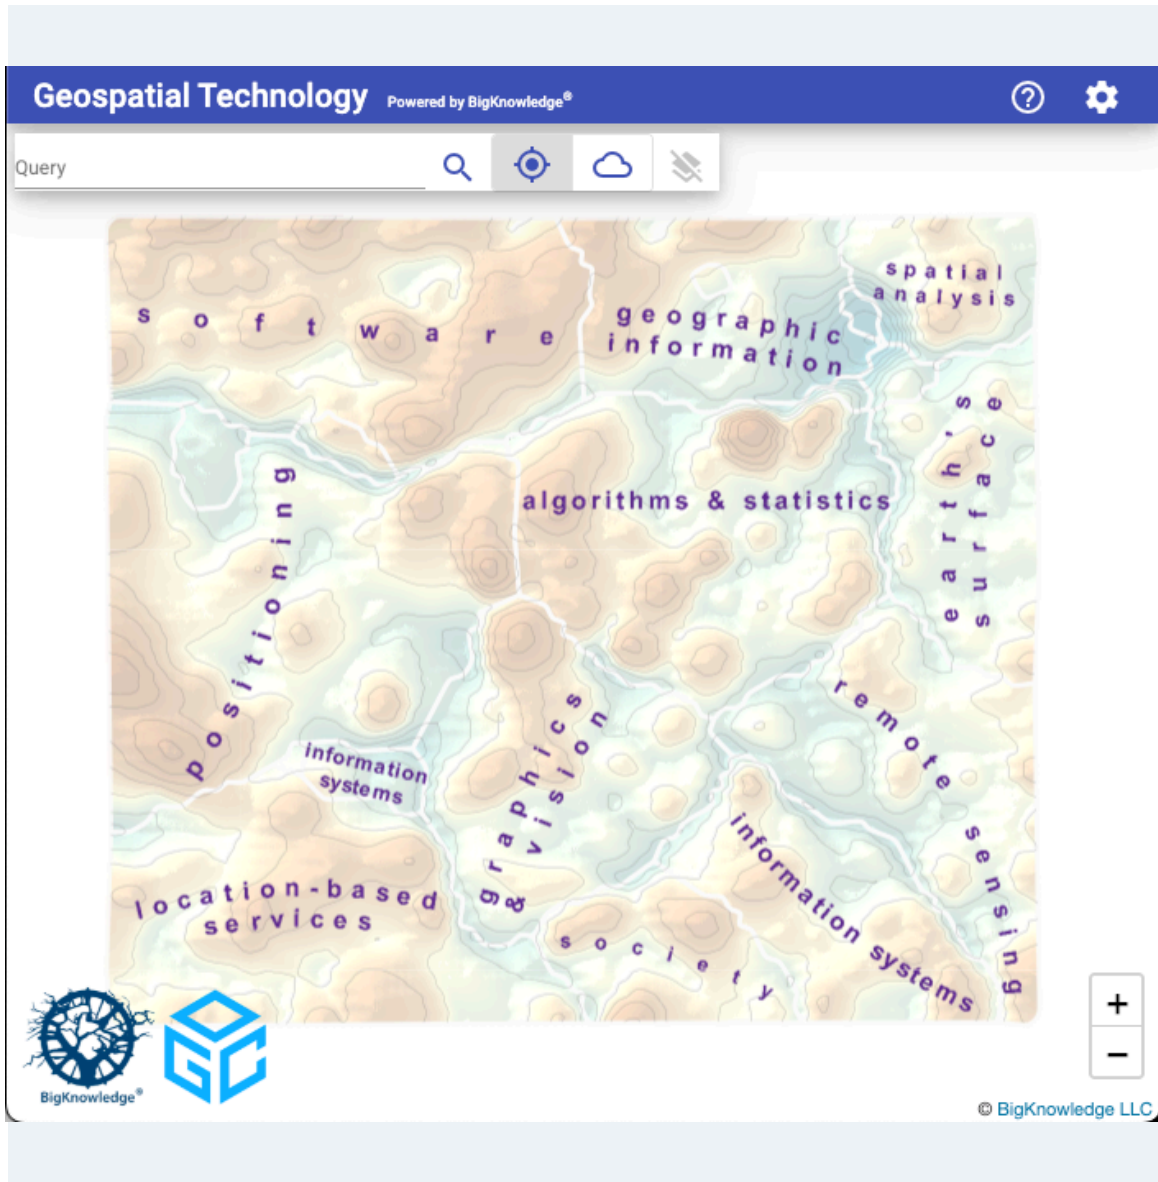 Geospatial Technology Powered by BigKnowledge®
Query
spatial
analysis
software
geographic
information
earth's
surface
positioning
algorithms & statistics
remote sensing
graphics
& vision
information
systems
information systems
location-based
services
society
BigKnowledge®
OGC
+
−
© BigKnowledge LLC